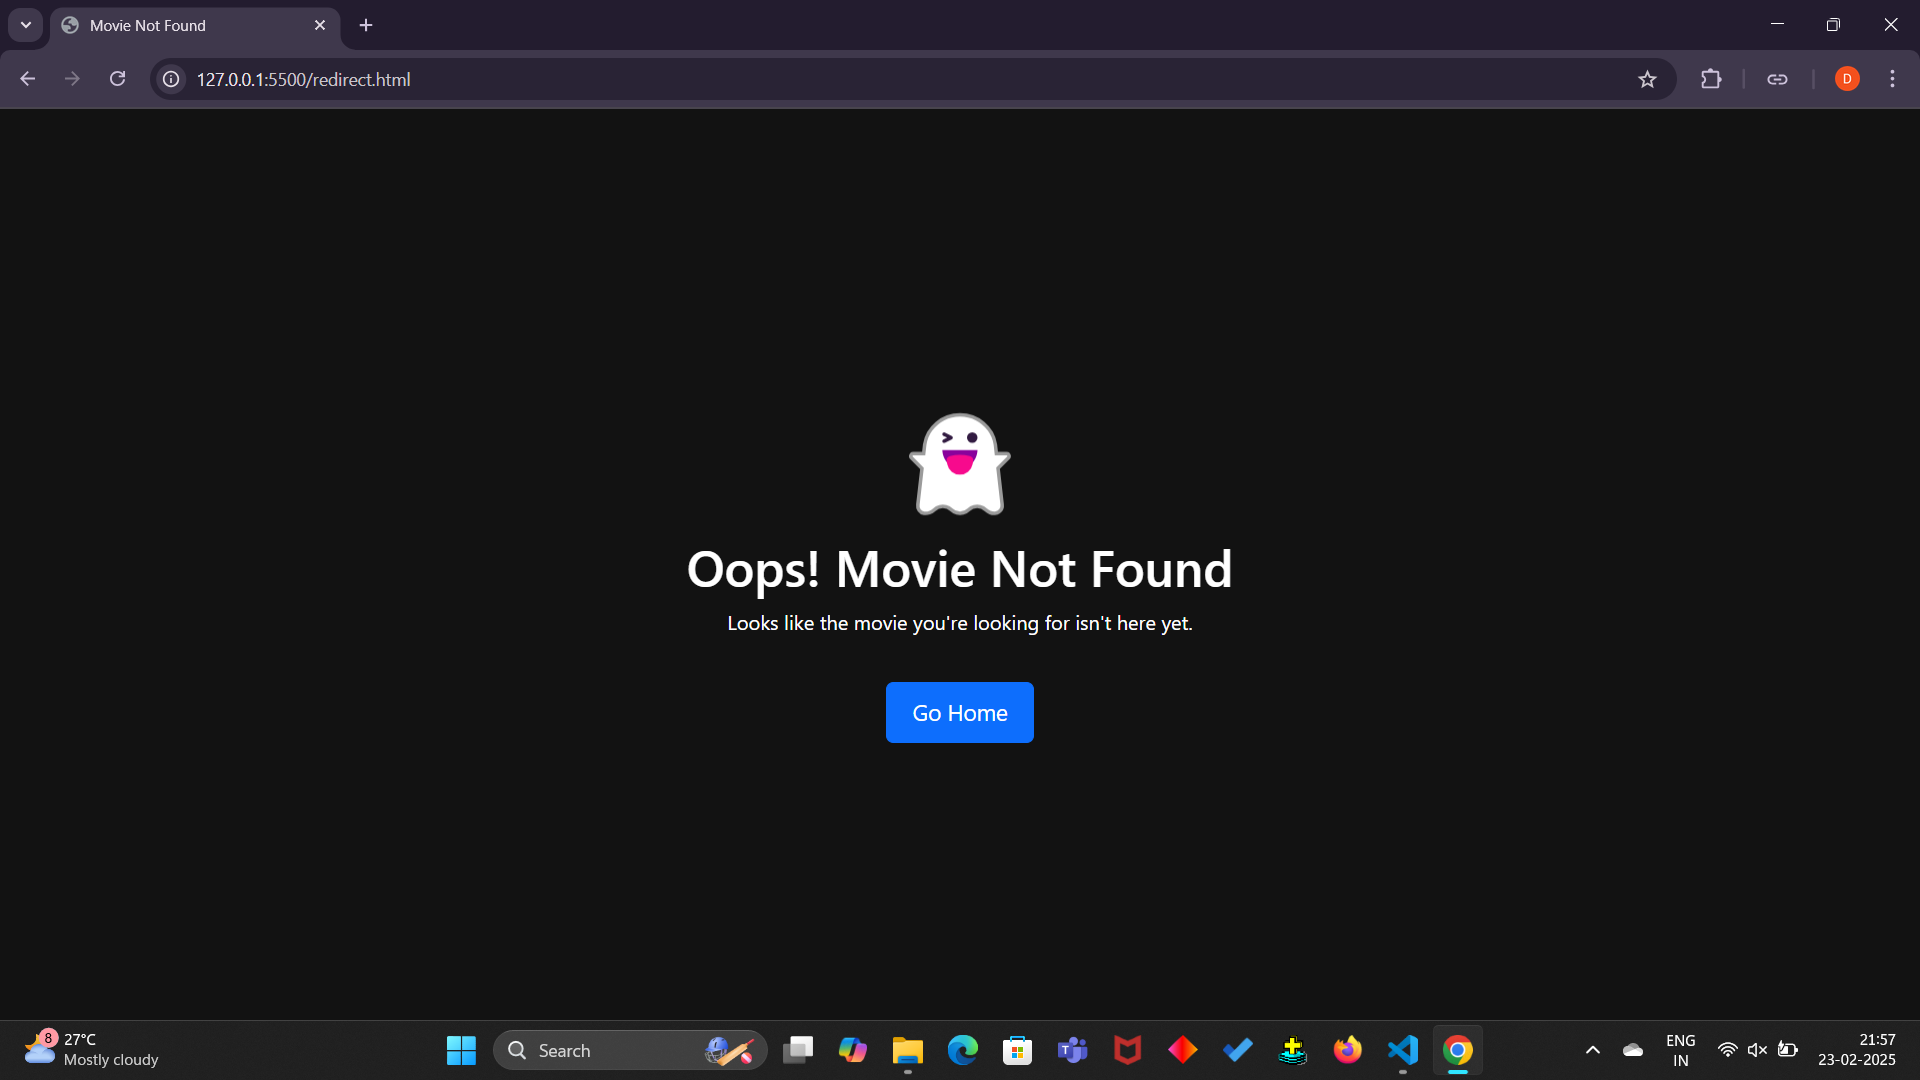 Movie Not Found
127.0.0.1:5500/redirect.html
D
Oops! Movie Not Found
Looks like the movie you're looking for isn't here yet.
Go Home
8
27°C
Mostly cloudy
Search
T
ENG
IN
21:57
23-02-2025